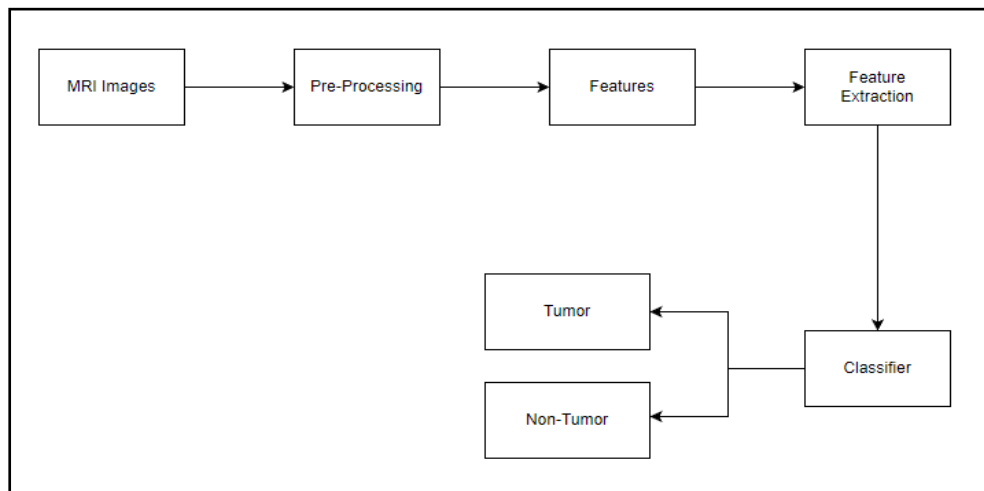 MRI Images
Pre-Processing
Features
Feature
Extraction
Tumor
Classifier
Non-Tumor